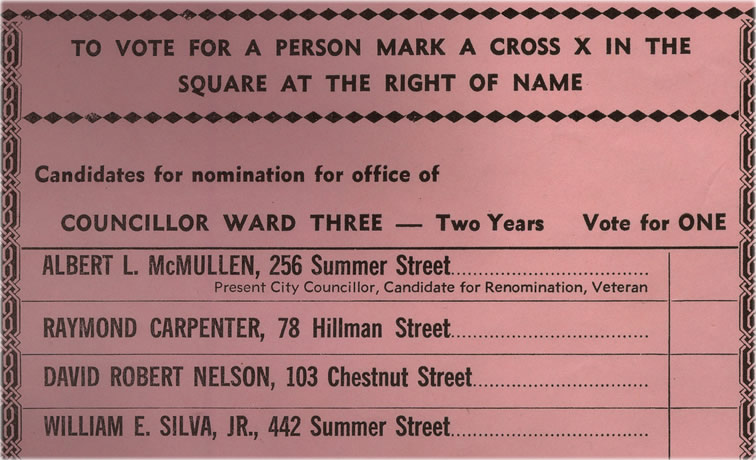 TO VOTE FOR A PERSON MARK A CROSS X IN THE
SQUARE AT THE RIGHT OF NAME
Candidates for nomination for office of
COUNCILLOR WARD THREE — Two Years Vote for ONE
ALBERT L. McMULLEN, 256 Summer Street
Present City Councillor, Candidate for Renomination, Veteran
RAYMOND CARPENTER, 78 Hillman Street
DAVID ROBERT NELSON, 103 Chestnut Street
WILLIAM E. SILVA, JR., 442 Summer Street